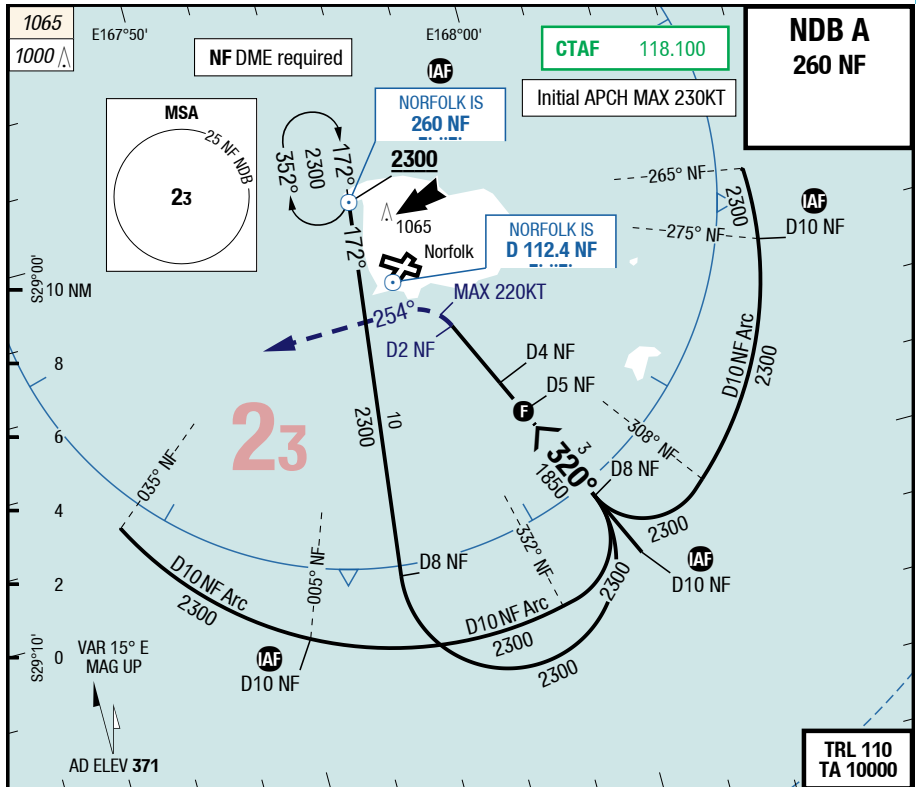 1065
1000
E167°50'
NF DME required
E168°00'
IAF
CTAF 118.100
NDB A
260 NF
Initial APCH MAX 230KT
MSA
25 NF NDB
23
NORFOLK IS
260 NF
172°
2300
352°
2300
172°
1065
Norfolk
NORFOLK IS
D 112.4 NF
265° NF
2300
IAF
D10 NF
275° NF
S29°00'
10 NM
254°
MAX 220KT
D2 NF
D4 NF
D5 NF
F
D10 NF Arc
2300
8
6
4
2
0
23
10
2300
035° NF
308° NF
3
320°
1850
D8 NF
2300
332° NF
IAF
D10 NF
005° NF
D8 NF
2300
D10 NF Arc
2300
D10 NF Arc
2300
2300
IAF
D10 NF
S29°10'
VAR 15° E
MAG UP
AD ELEV 371
TRL 110
TA 10000